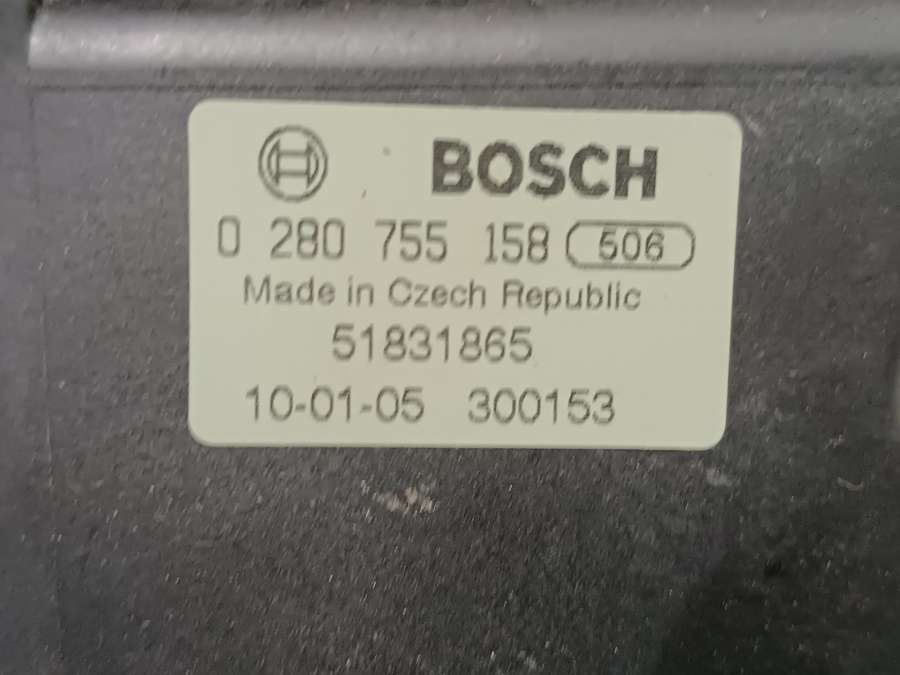 BOSCH
0 280 755 158 506
Made in Czech Republic
51831865
10-01-05 300153